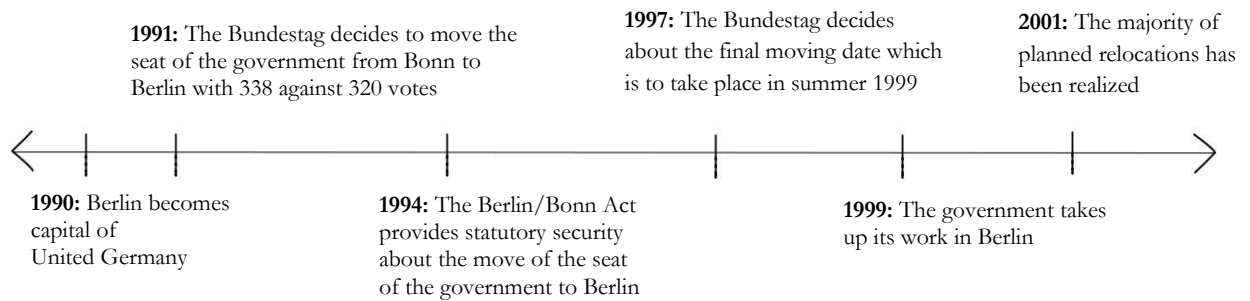 1991: The Bundestag decides to move the
seat of the government from Bonn to
Berlin with 338 against 320 votes
1997: The Bundestag decides
about the final moving date which
is to take place in summer 1999
2001: The majority of
planned relocations has
been realized
1990: Berlin becomes
capital of
United Germany
1994: The Berlin/Bonn Act
provides statutory security
about the move of the seat
of the government to Berlin
1999: The government takes
up its work in Berlin